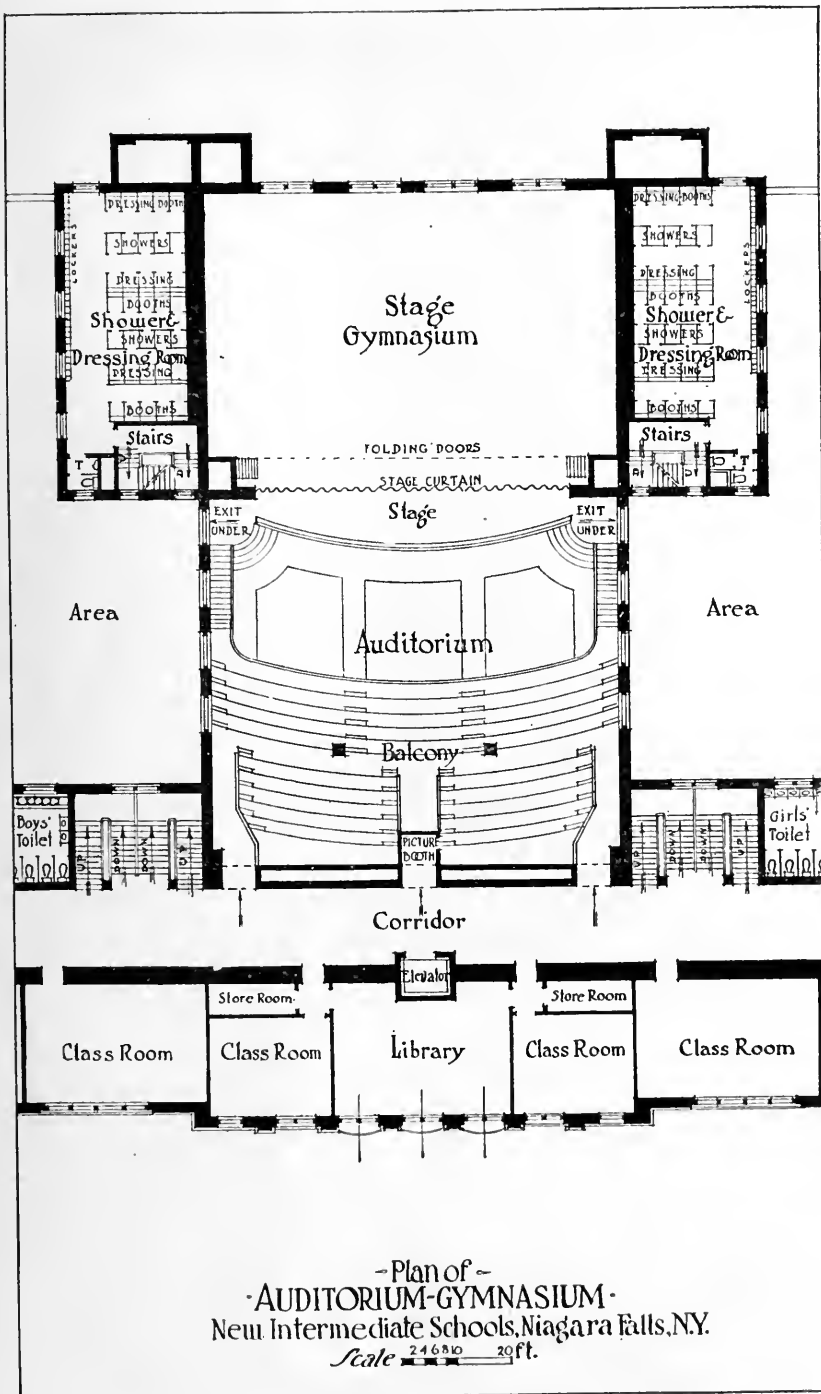 DRESSING BOOTHS
DRESSING BOOTHS
SHOWERS
SHOWERS
LOCKERS
LOCKERS
DRESSING
BOOTHS
DRESSING
BOOTHS
Stage
Gymnasium
Shower &
Dressing Room
Shower &
Dressing Room
SHOWERS
SHOWERS
DRESSING
BOOTHS
DRESSING
BOOTHS
Stairs
Stairs
T
T
FOLDING DOORS
STAGE CURTAIN
Stage
EXIT
UNDER
EXIT
UNDER
Area
Area
Auditorium
Balcony
Boys'
Toilet
UP
DOWN
DOWN
UP
PICTURE
BOOTH
UP
DOWN
DOWN
UP
Girls'
Toilet
Corridor
Elevator
Store Room
Store Room
Class Room
Class Room
Library
Class Room
Class Room
-Plan of-
·AUDITORIUM-GYMNASIUM·
New Intermediate Schools, Niagara Falls, N.Y.
Scale 2 4 6 8 10 20 ft.